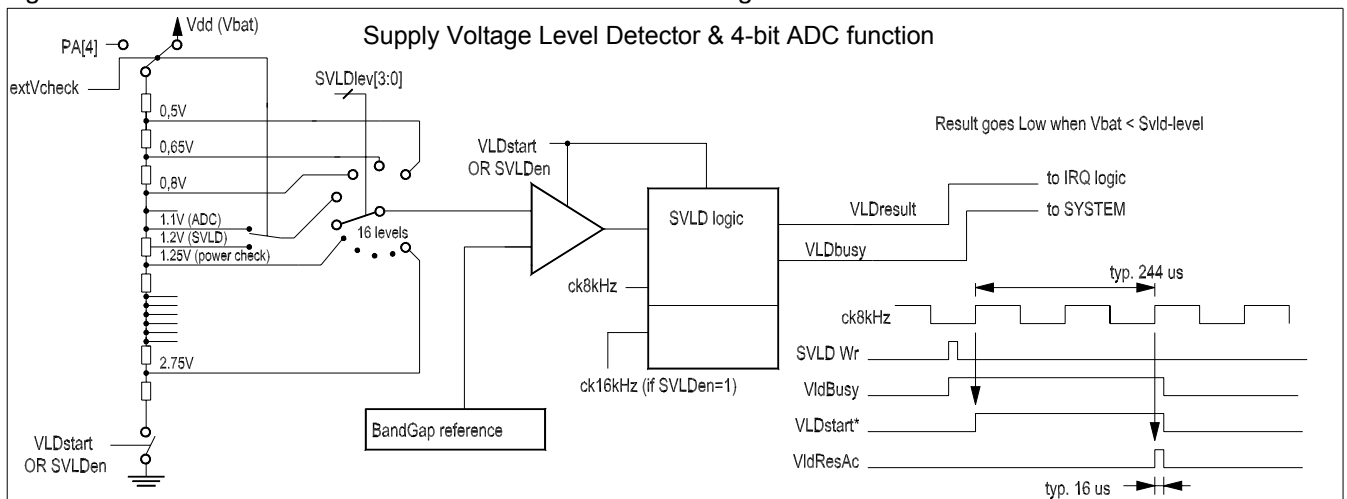 Supply Voltage Level Detector & 4-bit ADC function
Vdd (Vbat)
PA[4]
extVcheck
SVLDlev[3:0]
0,5V
0,65V
0,8V
1.1V (ADC)
1.2V (SVLD)
1.25V (power check)
2.75V
16 levels
VLDstart
OR SVLDen
VLDstart
OR SVLDen
BandGap reference
SVLD logic
ck8kHz
ck16kHz (if SVLDen=1)
VLDresult
VLDbusy
Result goes Low when Vbat < Svld-level
to IRQ logic
to SYSTEM
typ. 244 us
ck8kHz
SVLD Wr
VldBusy
VLDstart*
VldResAc
typ. 16 us